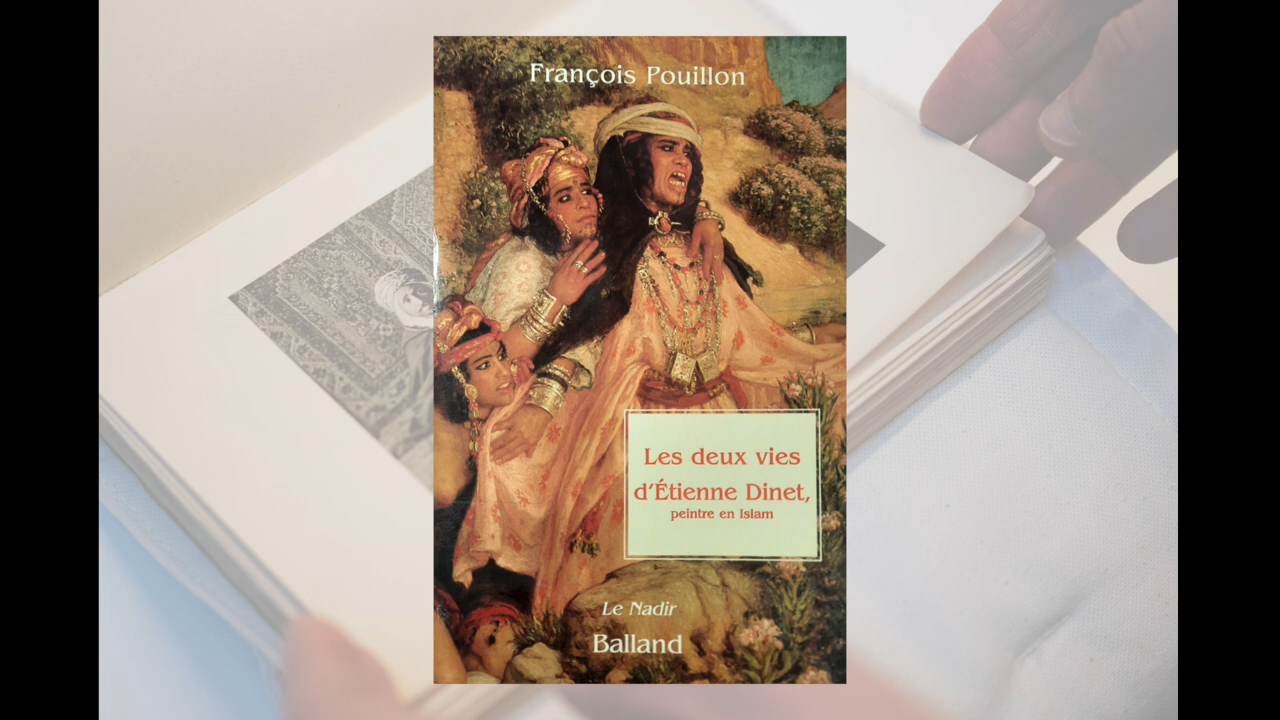 François Pouillon
Les deux vies
d'Étienne Dinet,
peintre en Islam
Le Nadir
Balland